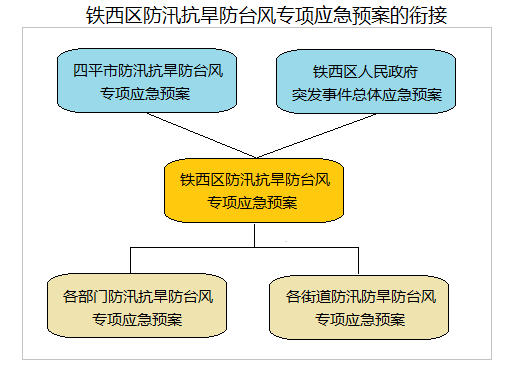 铁西区防汛抗旱防台风专项应急预案的衔接
四平市防汛抗旱防台风
专项应急预案
铁西区人民政府
突发事件总体应急预案
铁西区防汛抗旱防台风
专项应急预案
各部门防汛抗旱防台风
专项应急预案
各街道防汛防旱防台风
专项应急预案